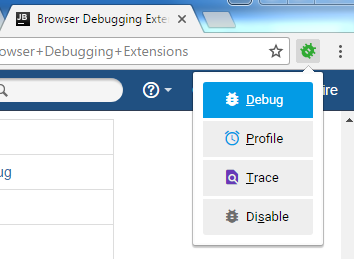 JB
Browser Debugging Exte
owser+Debugging+Extensions
?
ire
Debug
ug
Profile
Trace
Disable